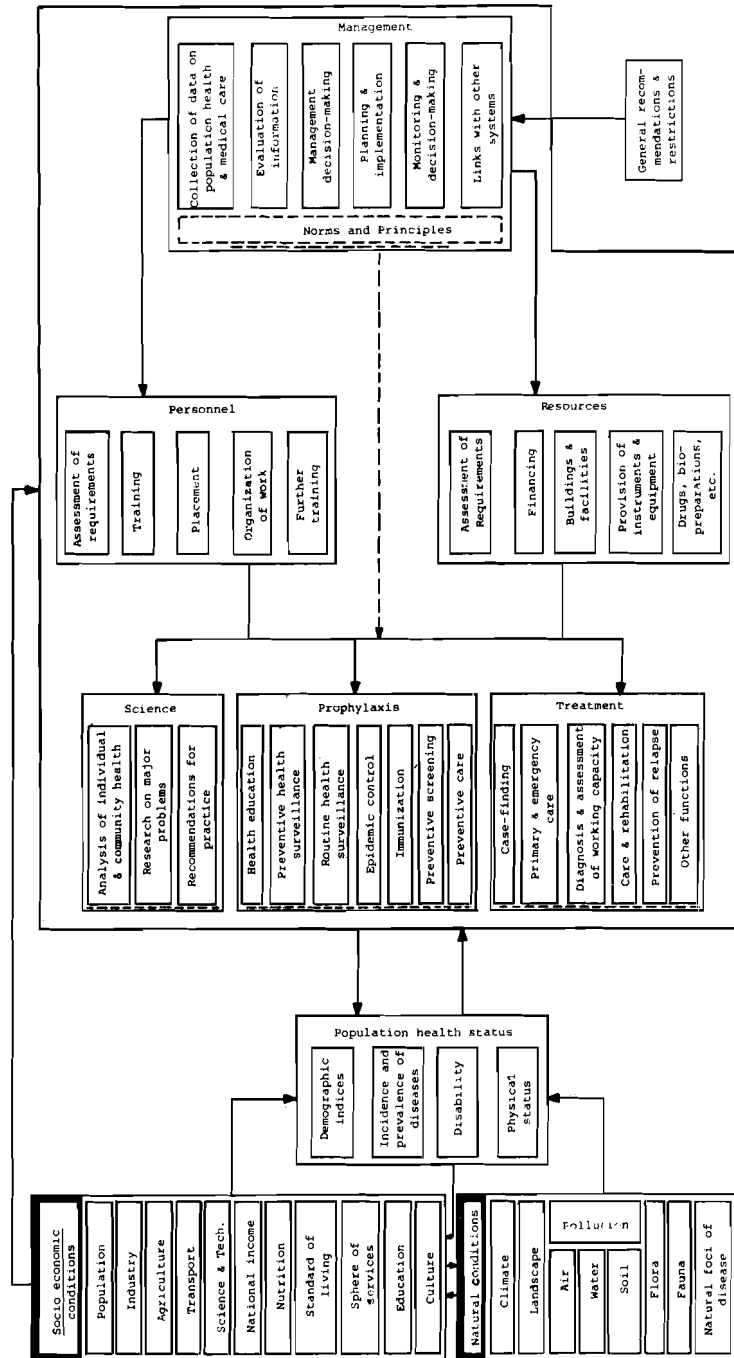 Management
Collection of data on
population health
& medical care
Evaluation of
information
Management
decision-making
Planning &
implementation
Monitoring &
decision-making
Links with other
systems
Norms and Principles
General recom-
mendations &
restrictions
Personnel
Assessment of
requirements
Training
Placement
Organization
of work
Further
training
Resources
Assessment of
Requirements
Financing
Buildings &
facilities
Provision of
instruments &
equipment
Drugs, bio-
preparations,
etc.
Science
Analysis of individual
& community health
Research on major
problems
Recommendations for
practice
Prophylaxis
Health education
Preventive health
surveillance
Routine health
surveillance
Epidemic control
Immunization
Preventive screening
Preventive care
Treatment
Case-finding
Primary & emergency
care
Diagnosis & assessment
of working capacity
Care & rehabilitation
Prevention of relapse
Other functions
Population health status
Demographic
indices
Incidence and
prevalence of
diseases
Disability
Physical
status
Socio economic
conditions
Population
Industry
Agriculture
Transport
Science & Tech.
National income
Nutrition
Standard of
living
Sphere of
services
Education
Culture
Natural conditions
Climate
Landscape
Pollution
Air
Water
Soil
Flora
Fauna
Natural foci of
disease